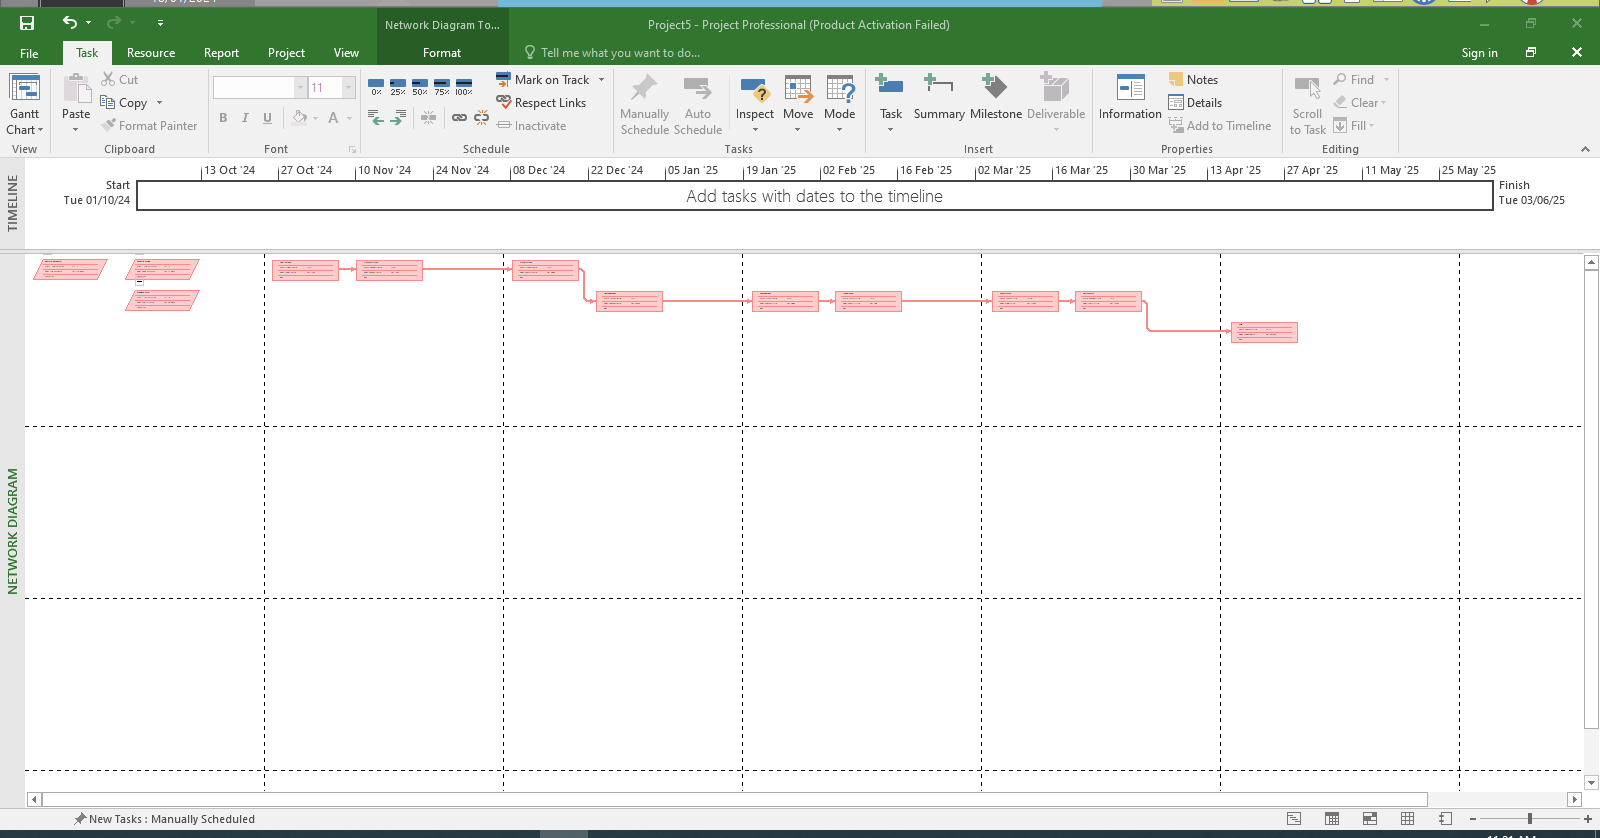 Network Diagram To...
Project5 - Project Professional (Product Activation Failed)
File
Task
Resource
Report
Project
View
Format
Tell me what you want to do...
Sign in
Gantt
Chart
View
Paste
Cut
Copy
Format Painter
Clipboard
11
B I U
A
Font
0% 25% 50% 75% 100%
Mark on Track
Respect Links
Inactivate
Schedule
Manually
Schedule
Auto
Schedule
Inspect
Move
Mode
Tasks
Task
Summary
Milestone
Deliverable
Insert
Information
Notes
Details
Add to Timeline
Properties
Scroll
to Task
Find
Clear
Fill
Editing
TIMELINE
13 Oct '24
27 Oct '24
10 Nov '24
24 Nov '24
08 Dec '24
22 Dec '24
05 Jan '25
19 Jan '25
02 Feb '25
16 Feb '25
02 Mar '25
16 Mar '25
30 Mar '25
13 Apr '25
27 Apr '25
11 May '25
25 May '25
Start
Tue 01/10/24
Add tasks with dates to the timeline
Finish
Tue 03/06/25
NETWORK DIAGRAM
New Tasks : Manually Scheduled